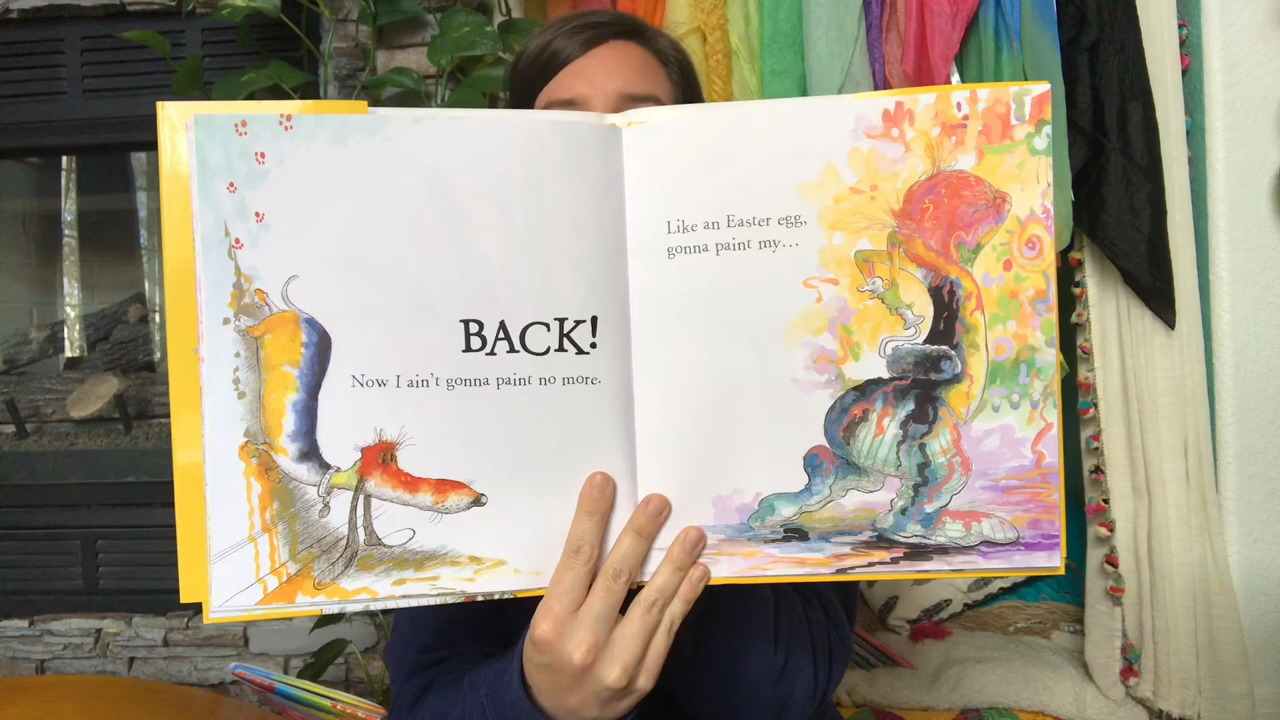 BACK!
Now I ain't gonna paint no more.
Like an Easter egg,
gonna paint my...